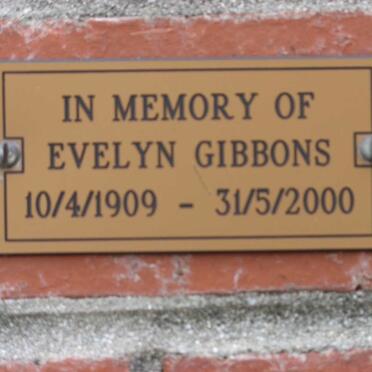 IN MEMORY OF
EVELYN GIBBONS
10/4/1909 - 31/5/2000